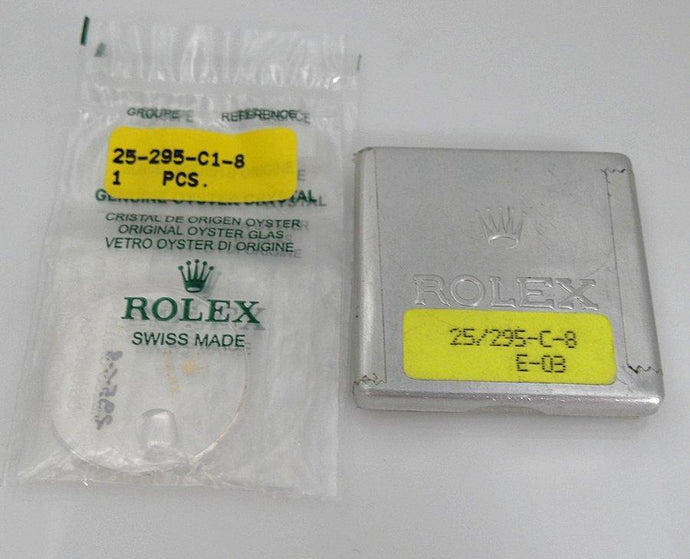 GROUPE REFERENCE
25-295-C1-8
1 PCS.
GENUINE OYSTER CRYSTAL
CRISTAL DE ORIGEN OYSTER
ORIGINAL OYSTER GLAS
VETRO OYSTER DI ORIGINE
ROLEX
SWISS MADE
ROLEX
25/295-C-8
E-03